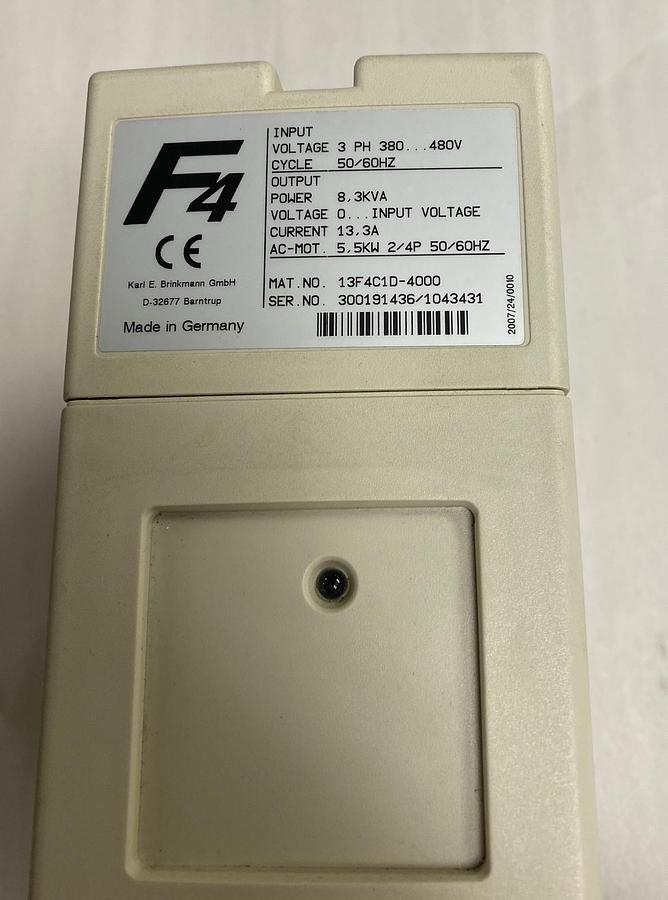 F4
CE
Karl E. Brinkmann GmbH
D-32677 Barntrup
Made in Germany
INPUT
VOLTAGE 3 PH 380...480V
CYCLE 50/60HZ
OUTPUT
POWER 8,3KVA
VOLTAGE 0...INPUT VOLTAGE
CURRENT 13,3A
AC-MOT. 5,5KW 2/4P 50/60HZ
MAT.NO. 13F4C1D-4000
SER.NO. 300191436/1043431
2007/24/0010